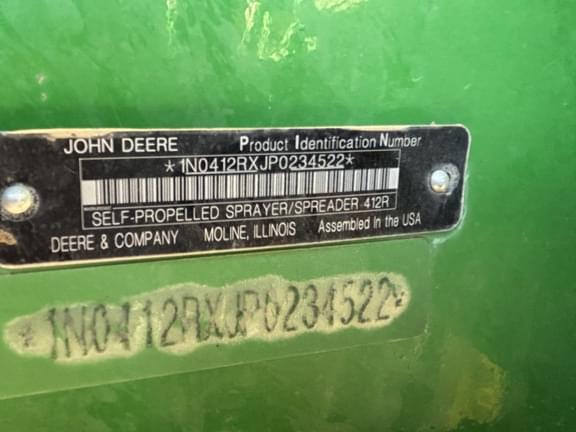 JOHN DEERE Product Identification Number
*1N0412RXJP0234522*
SELF-PROPELLED SPRAYER/SPREADER 412R
DEERE & COMPANY MOLINE, ILLINOIS Assembled In the USA
*1N0412RXJP0234522*